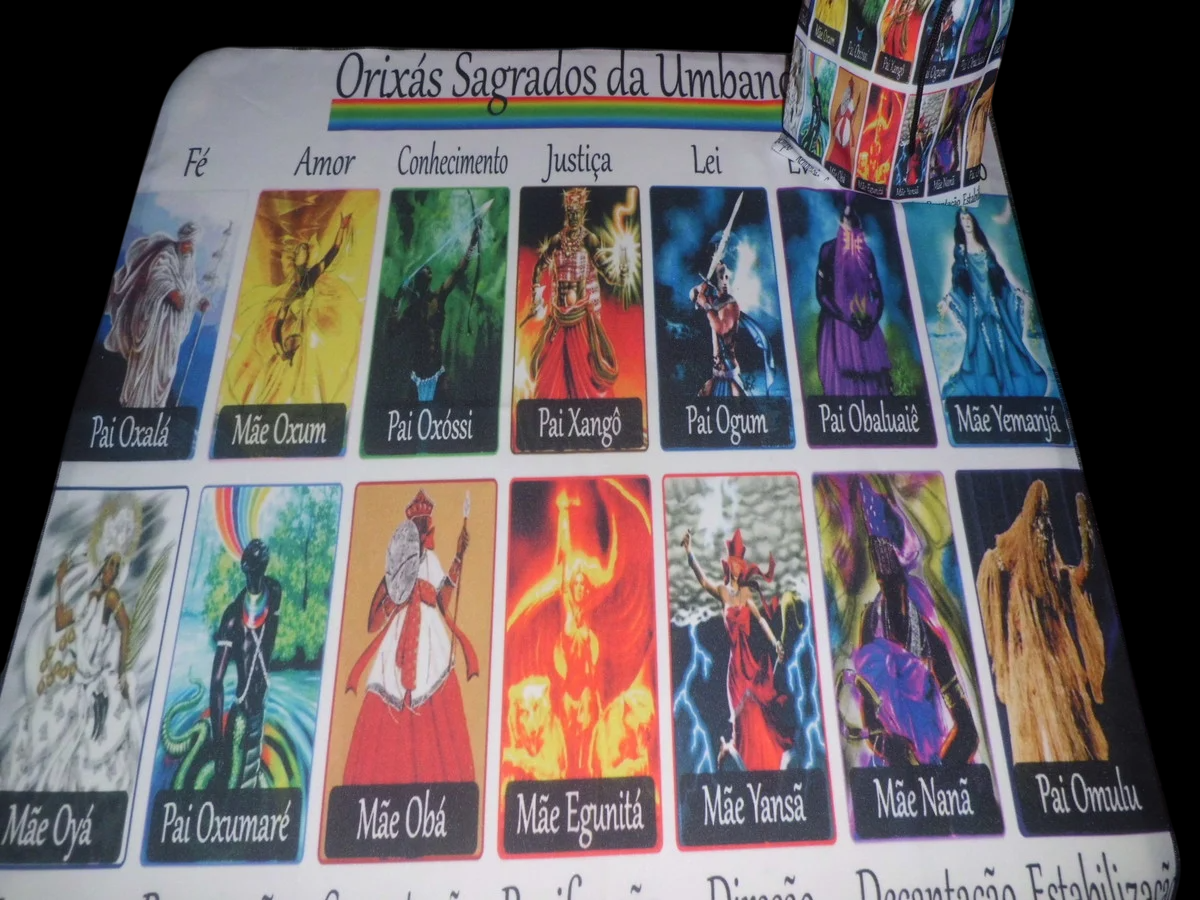 Orixás Sagrados da
Fé Amor Conhecimento Justiça Lei
Pai Oxalá Mãe Oxum Pai Oxóssi Pai Xangô Pai Ogum Pai Obaluaiê Mãe Yemanjá
Mãe Oyá Pai Oxumaré Mãe Obá Mãe Egunitá Mãe Yansã Mãe Nanã Pai Omulu
Direção Decantação